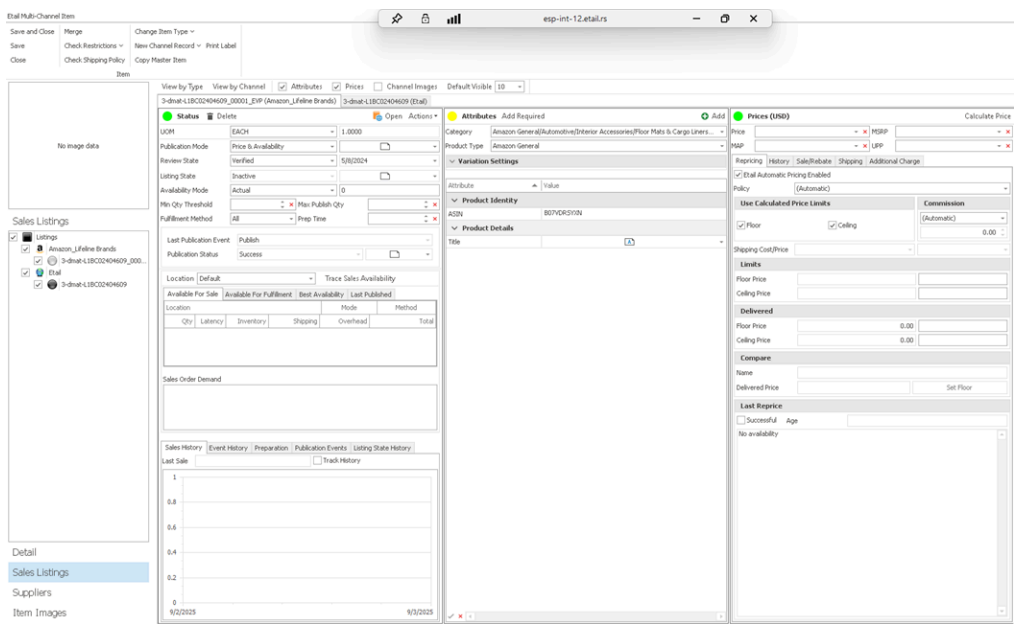 esp-int-12.etail.rs
Etail Multi-Channel Item
Save and Close Merge Change Item Type
Save Check Restrictions New Channel Record Print Label
Close Check Shipping Policy Copy Master Item
Item
No image data
Sales Listings
Listings
Amazon_Lifeline Brands
3-dmat-L1BC02404609_000...
Etail
3-dmat-L1BC02404609
Detail
Sales Listings
Suppliers
Item Images
View by Type View by Channel Attributes Prices Channel Images Default Visible 10
3-dmat-L1BC02404609_00001_EVP (Amazon_Lifeline Brands) 3-dmat-L1BC02404609 (Etail)
Status Delete Open Actions
UOM EACH 1.0000
Publication Mode Price & Availability
Review State Verified 5/8/2024
Listing State Inactive
Availability Mode Actual 0
Min Qty Threshold Max Publish Qty
Fulfillment Method All Prep Time
Last Publication Event Publish
Publication Status Success
Location Default Trace Sales Availability
Available For Sale Available For Fulfillment Best Availability Last Published
Location Mode Method
Qty Latency Inventory Shipping Overhead Total
Sales Order Demand
Sales History Event History Preparation Publication Events Listing State History
Last Sale Track History
1
0.8
0.6
0.4
0.2
0
9/2/2025 9/3/2025
Attributes Add Required Add
Category Amazon General/Automotive/Interior Accessories/Floor Mats & Cargo Liners...
Product Type Amazon General
Variation Settings
Attribute Value
Product Identity
ASIN B07VDRSYXN
Product Details
Title
Prices (USD) Calculate Price
Price MSRP
MAP UPP
Repricing History Sale/Rebate Shipping Additional Charge
Etail Automatic Pricing Enabled
Policy (Automatic)
Use Calculated Price Limits Commission
Floor Ceiling (Automatic)
0.00
Shipping Cost/Price
Limits
Floor Price
Ceiling Price
Delivered
Floor Price 0.00
Ceiling Price 0.00
Compare
Name
Delivered Price Set Floor
Last Reprice
Successful Age
No availability